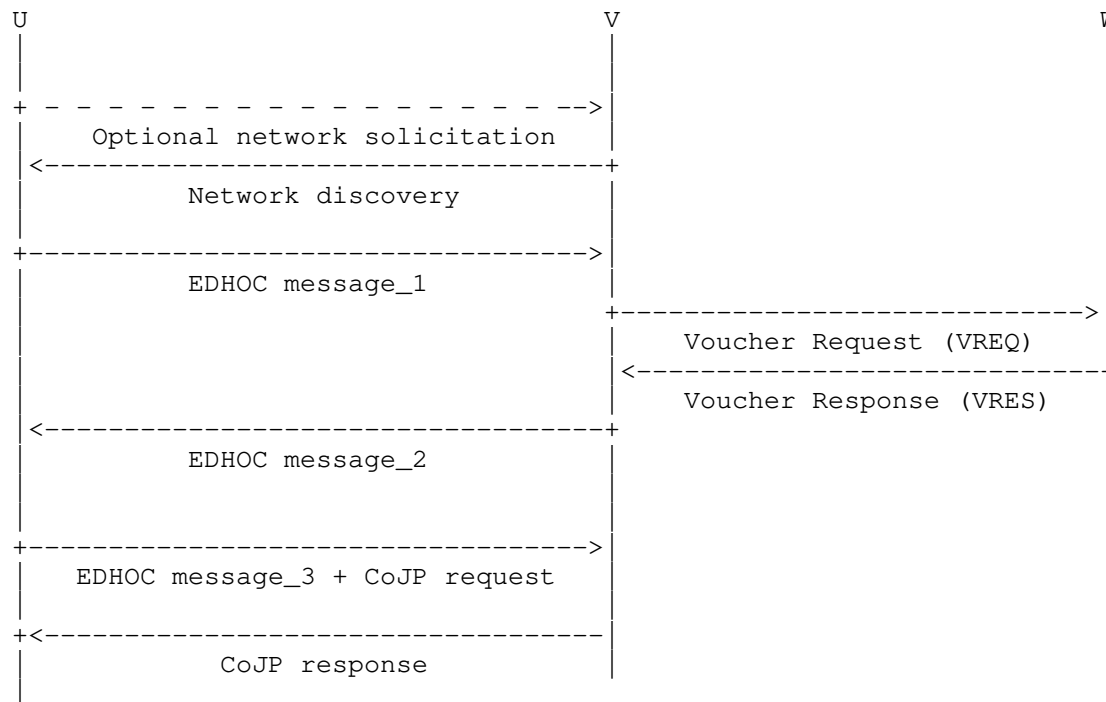 U V
Optional network solicitation
Network discovery
EDHOC message_1
Voucher Request (VREQ)
Voucher Response (VRES)
EDHOC message_2
EDHOC message_3 + CoJP request
CoJP response